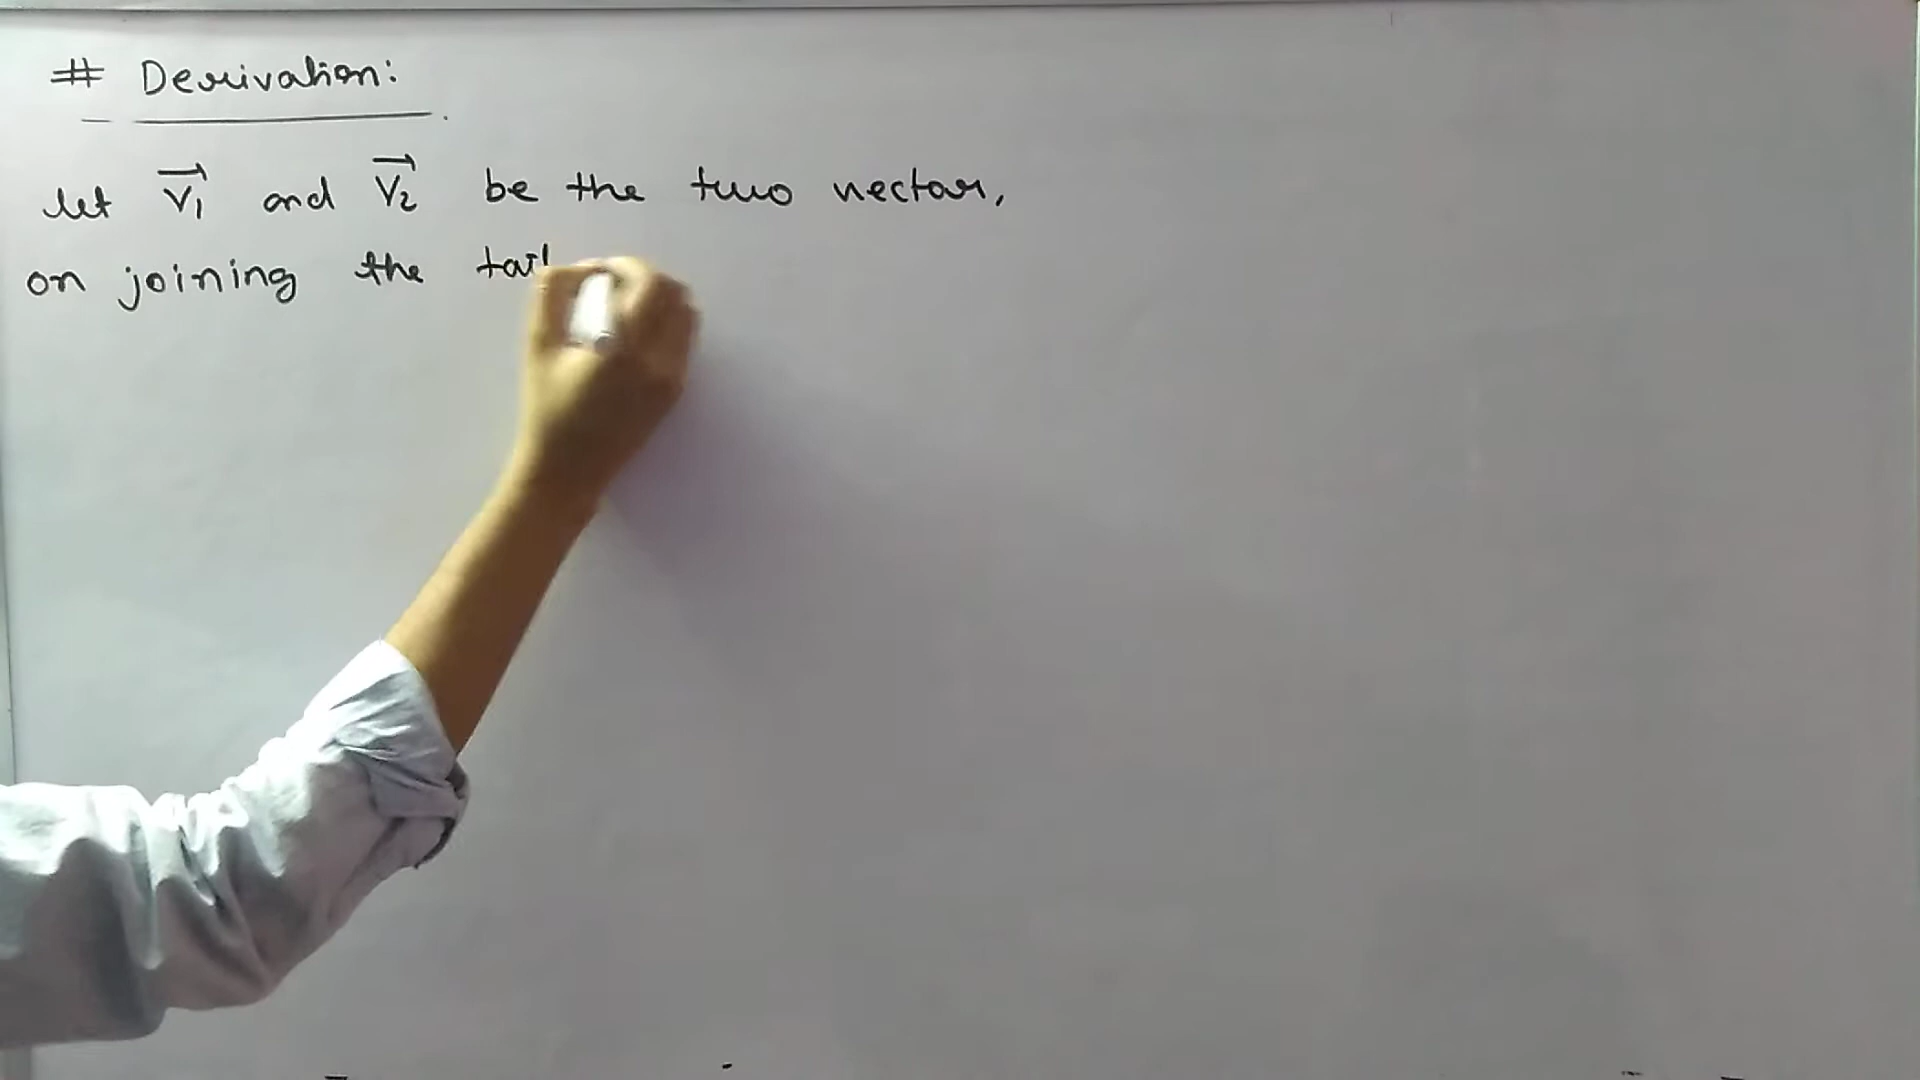 # Derivation:
let V₁ and V₂ be the two vector,
on joining the tail